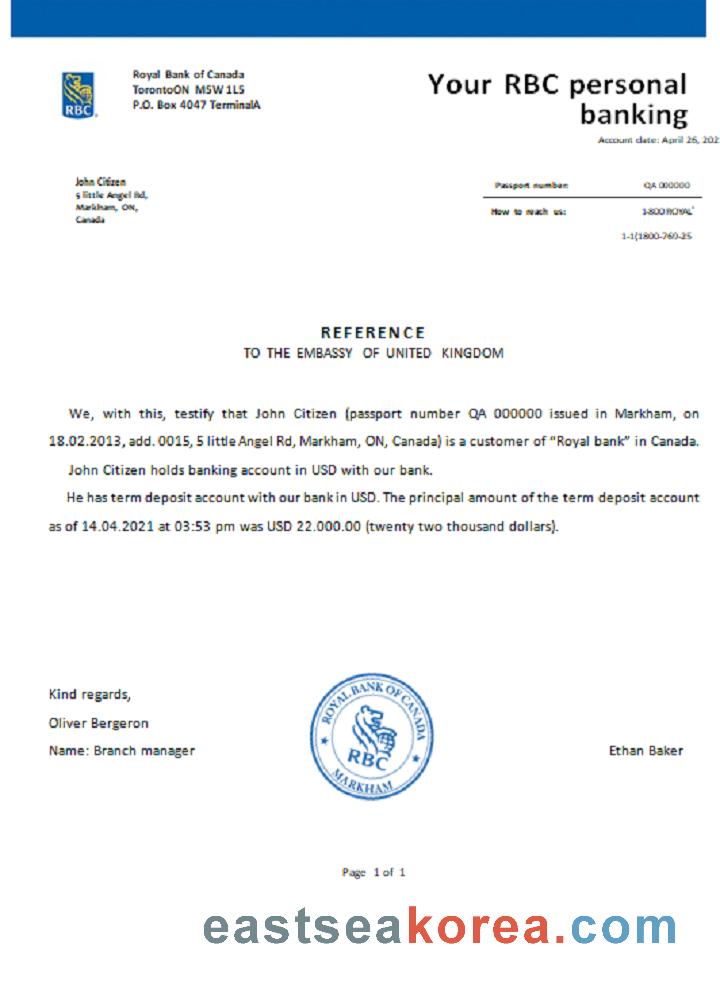 RBC
Royal Bank of Canada
TorontoON M5W 1L5
P.O. Box 4047 TerminalA
Your RBC personal
banking
Account date: April 26, 202
John Citizen
5 little Angel Rd,
Markham, ON,
Canada
Passport number: QA 000000
How to reach us: 1-800 ROYAL
1-1(1800-769-25
REFERENCE
TO THE EMBASSY OF UNITED KINGDOM
We, with this, testify that John Citizen (passport number QA 000000 issued in Markham, on
18.02.2013, add. 0015, 5 little Angel Rd, Markham, ON, Canada) is a customer of "Royal bank" in Canada.
John Citizen holds banking account in USD with our bank.
He has term deposit account with our bank in USD. The principal amount of the term deposit account
as of 14.04.2021 at 03:53 pm was USD 22.000.00 (twenty two thousand dollars).
Kind regards,
Oliver Bergeron
Name: Branch manager
ROYAL BANK OF CANADA
RBC
MARKHAM
Ethan Baker
Page 1 of 1
eastseakorea.com